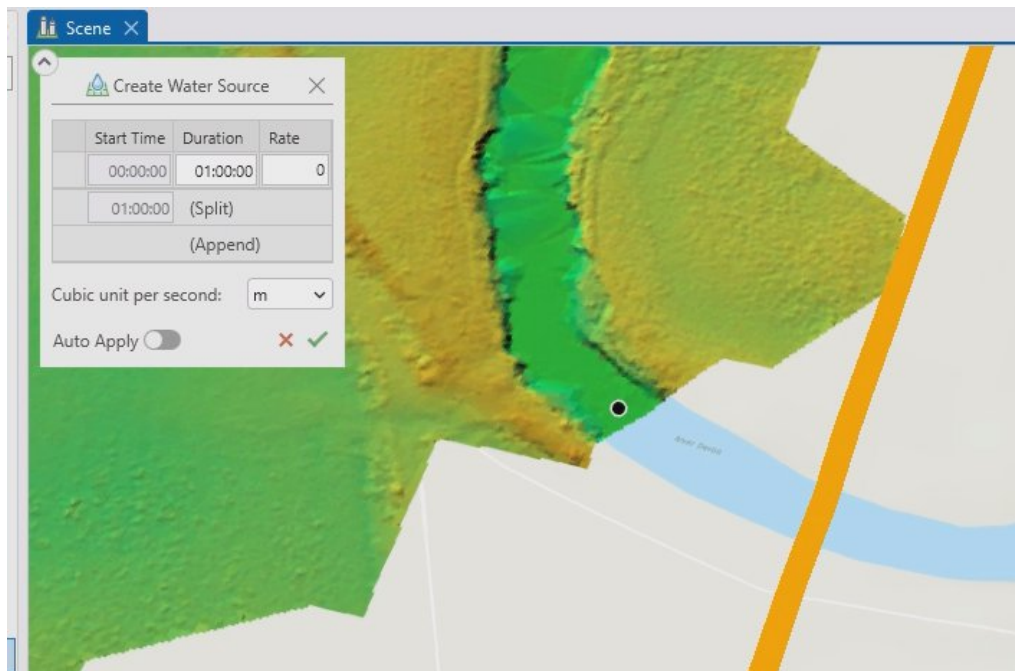 Scene
Create Water Source
Start Time Duration Rate
00:00:00 01:00:00 0
01:00:00 (Split)
(Append)
Cubic unit per second: m
Auto Apply